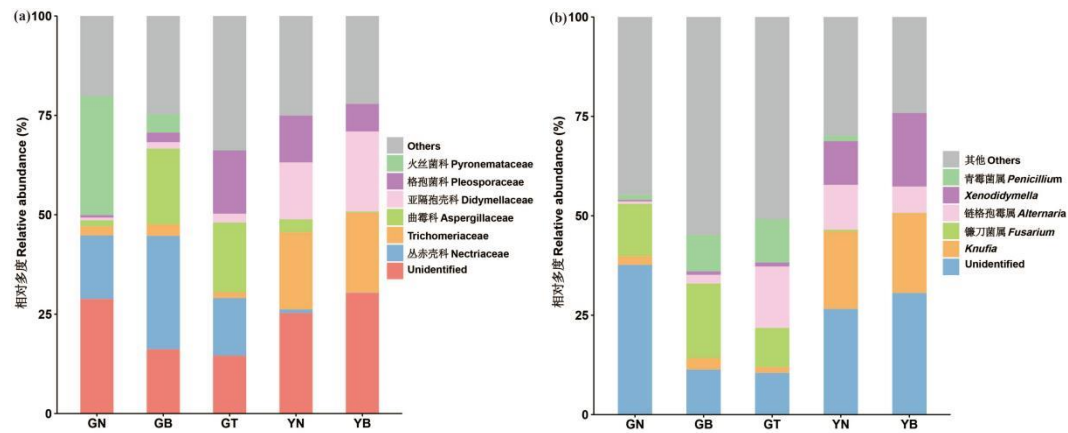 (a)
相对多度 Relative abundance (%)
100
75
50
25
0
GN GB GT YN YB
Others
火丝菌科 Pyronemataceae
格孢菌科 Pleosporaceae
亚隔孢壳科 Didymellaceae
曲霉科 Aspergillaceae
Trichomeriaceae
丛赤壳科 Nectriaceae
Unidentified
(b)
相对多度 Relative abundance (%)
100
75
50
25
0
GN GB GT YN YB
其他 Others
青霉菌属 Penicillium
Xenodidymella
链格孢霉属 Alternaria
镰刀菌属 Fusarium
Knufia
Unidentified